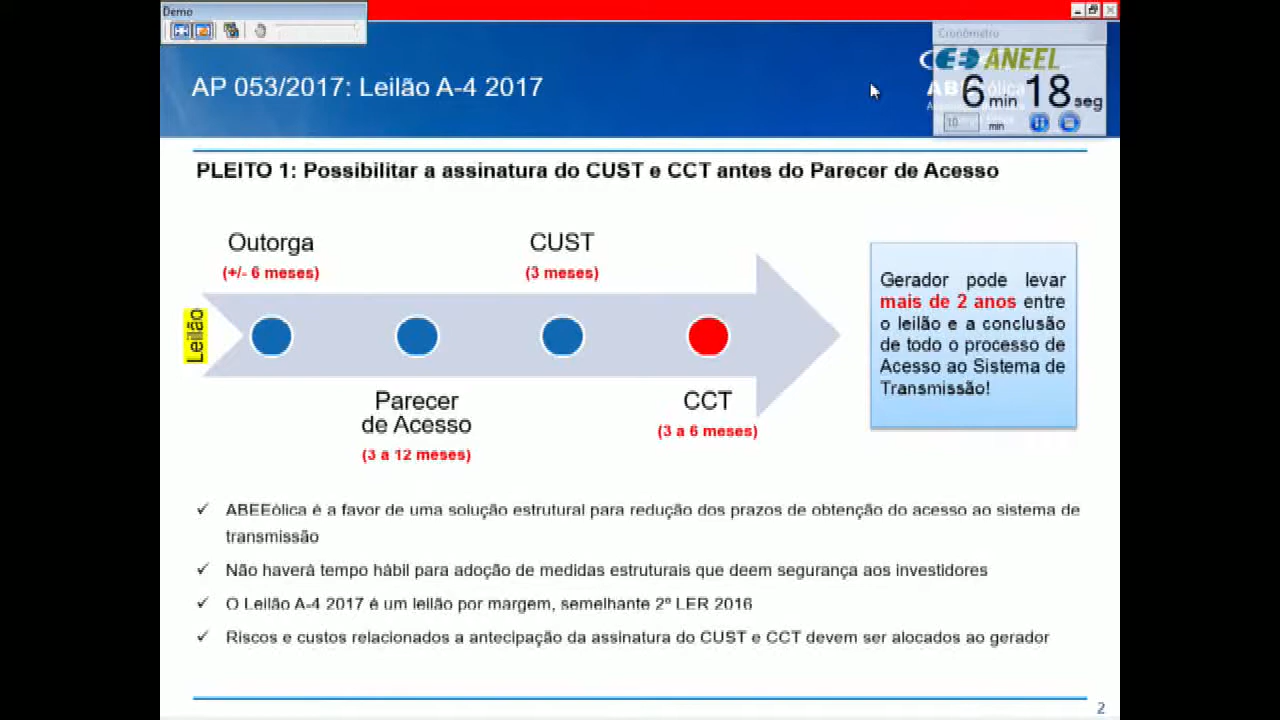 Demo
Cronômetro
ANEEL
AP 053/2017: Leilão A-4 2017
6 min 18 seg
10 min
PLEITO 1: Possibilitar a assinatura do CUST e CCT antes do Parecer de Acesso
Outorga
(+/- 6 meses)
CUST
(3 meses)
Leilão
Parecer
de Acesso
(3 a 12 meses)
CCT
(3 a 6 meses)
Gerador pode levar
mais de 2 anos entre
o leilão e a conclusão
de todo o processo de
Acesso ao Sistema de
Transmissão!
✓ ABEEólica é a favor de uma solução estrutural para redução dos prazos de obtenção do acesso ao sistema de
transmissão
✓ Não haverá tempo hábil para adoção de medidas estruturais que deem segurança aos investidores
✓ O Leilão A-4 2017 é um leilão por margem, semelhante 2º LER 2016
✓ Riscos e custos relacionados a antecipação da assinatura do CUST e CCT devem ser alocados ao gerador
2